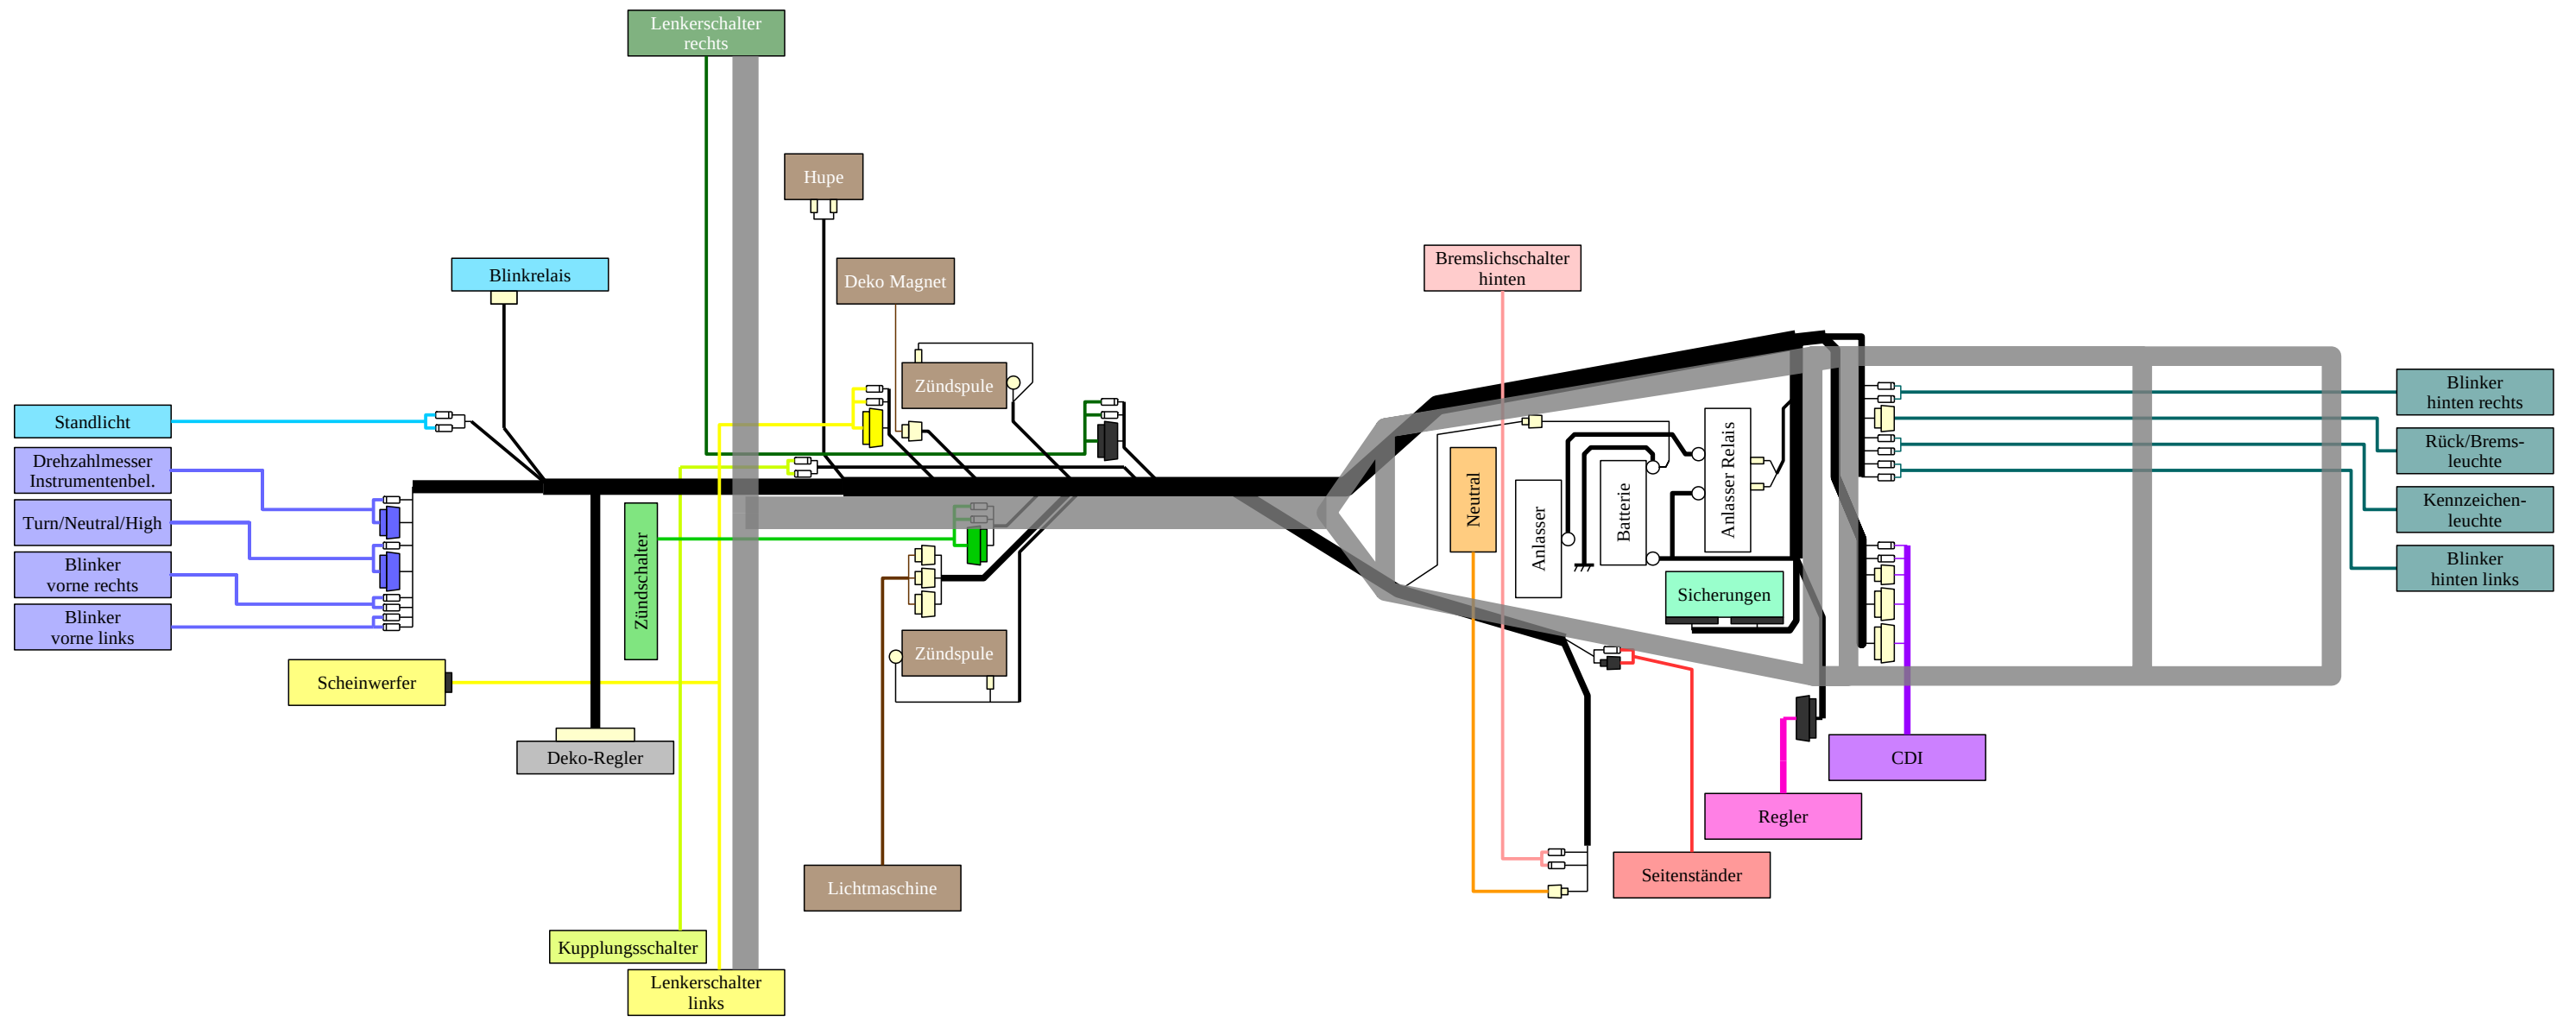 Lenkerschalter
rechts
Hupe
Blinkrelais
Deko Magnet
Bremslichschalter
hinten
Zündspule
Standlicht
Drehzahlmesser
Instrumentenbel.
Turn/Neutral/High
Blinker
vorne rechts
Blinker
vorne links
Scheinwerfer
Deko-Regler
Zündschalter
Zündspule
Lichtmaschine
Kupplungsschalter
Lenkerschalter
links
Neutral
Anlasser
Batterie
Anlasser Relais
Sicherungen
Seitenständer
Regler
CDI
Blinker
hinten rechts
Rück/Brems-
leuchte
Kennzeichen-
leuchte
Blinker
hinten links